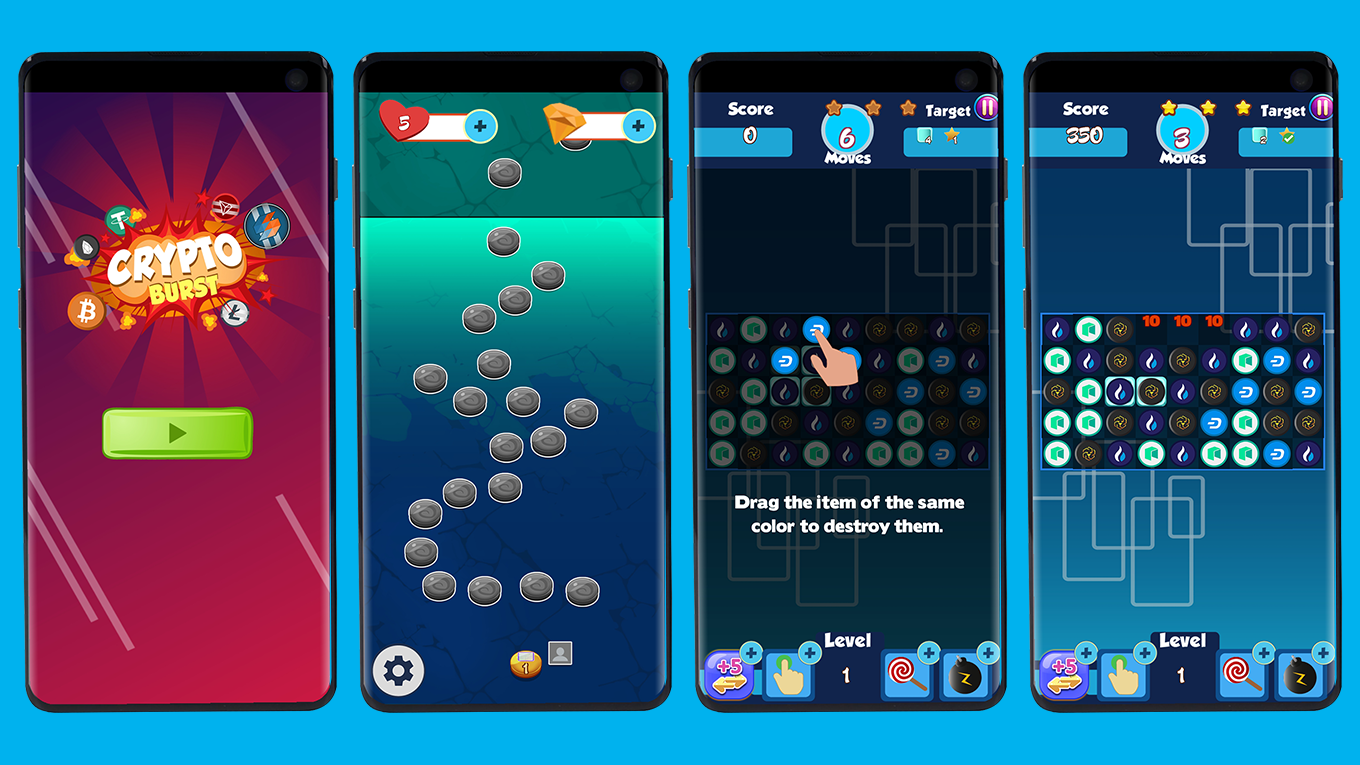 CRYPTO
BURST
5
1
Score
0
6
Moves
Target
4
1
Drag the item of the same
color to destroy them.
+5
Level
1
Score
350
3
Moves
Target
2
10 10 10
+5
Level
1